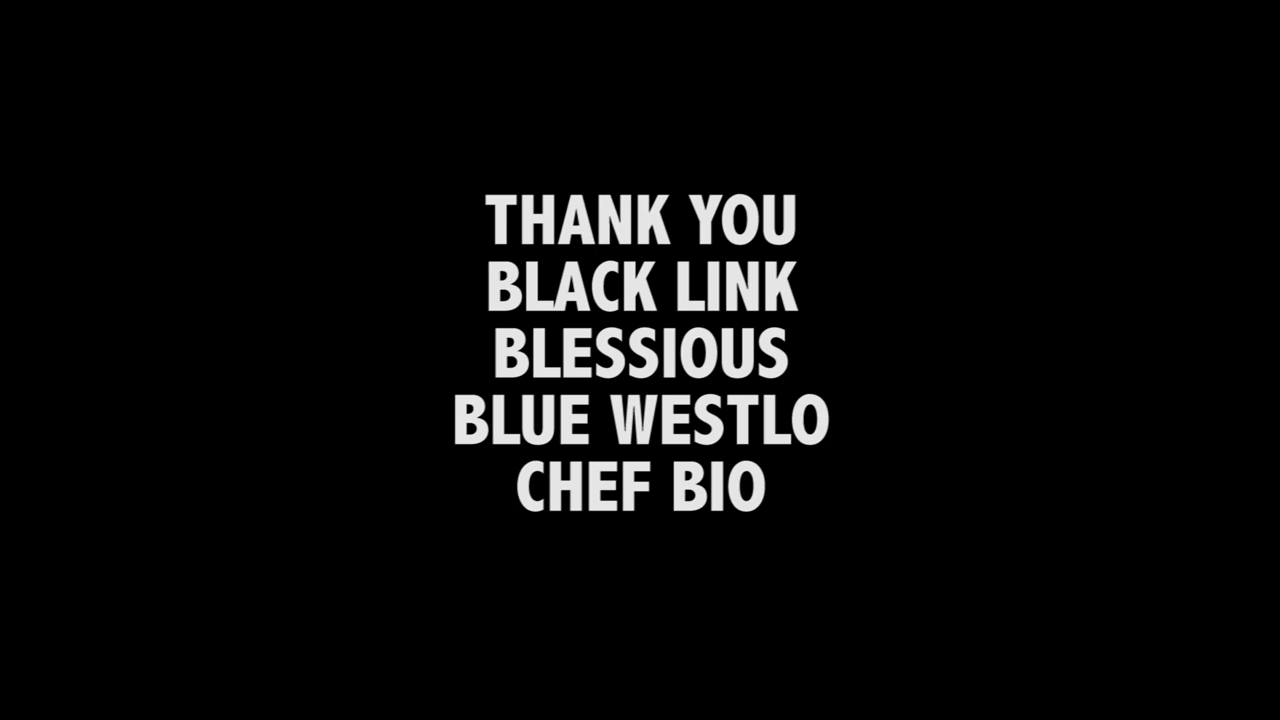 THANK YOU
BLACK LINK
BLESSIOUS
BLUE WESTLO
CHEF BIO